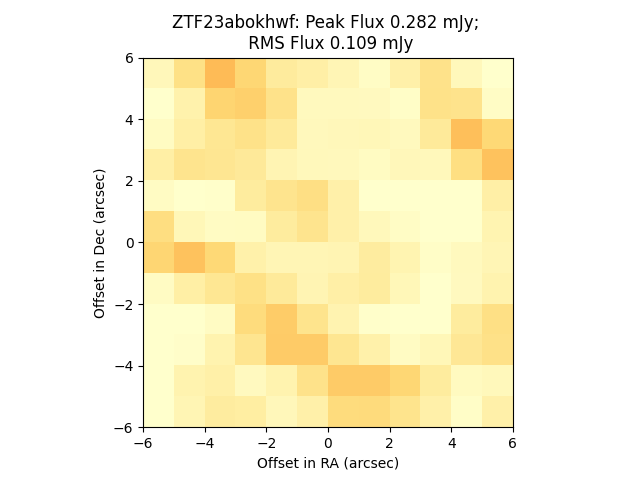 ZTF23abokhwf: Peak Flux 0.282 mJy;
RMS Flux 0.109 mJy
6
4
2
0
−2
−4
−6
Offset in Dec (arcsec)
−6 −4 −2 0 2 4 6
Offset in RA (arcsec)